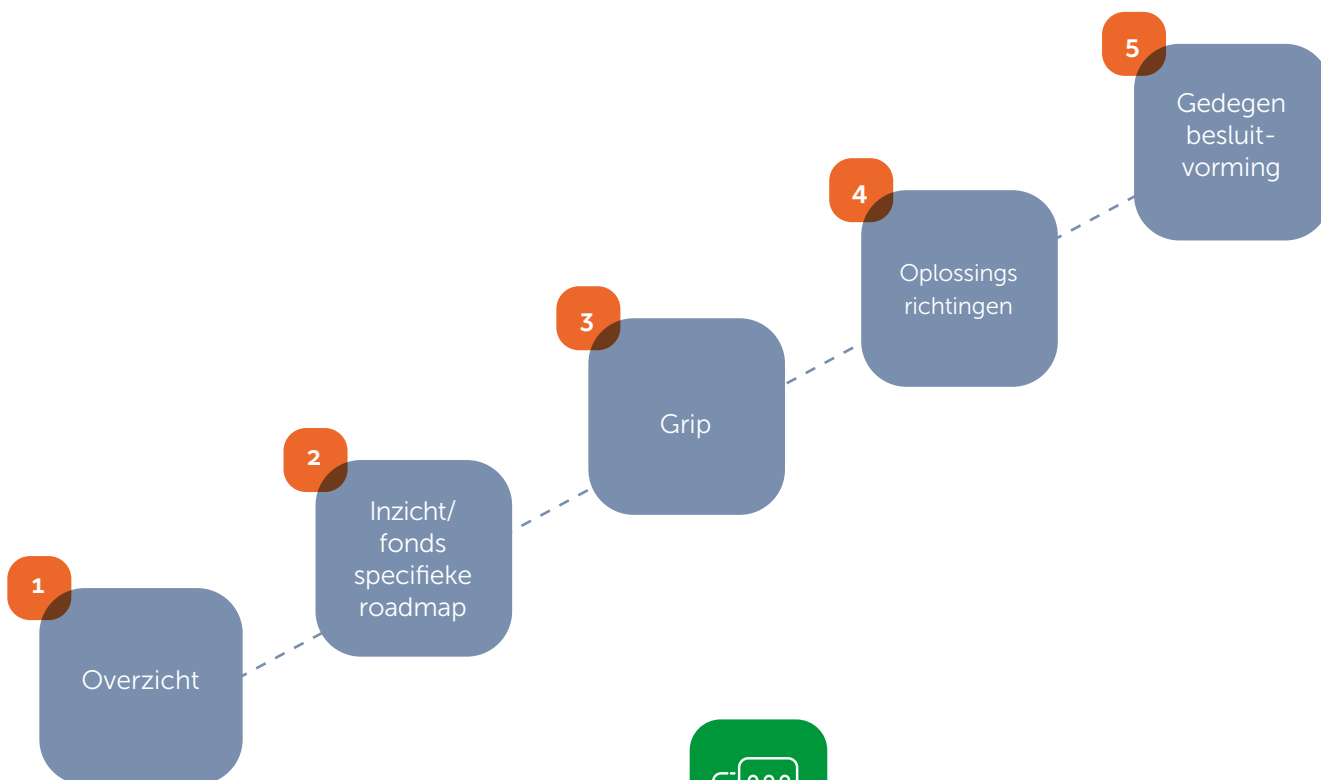 1
Overzicht
2
Inzicht/
fonds
specifieke
roadmap
3
Grip
4
Oplossings
richtingen
5
Gedegen
besluit-
vorming